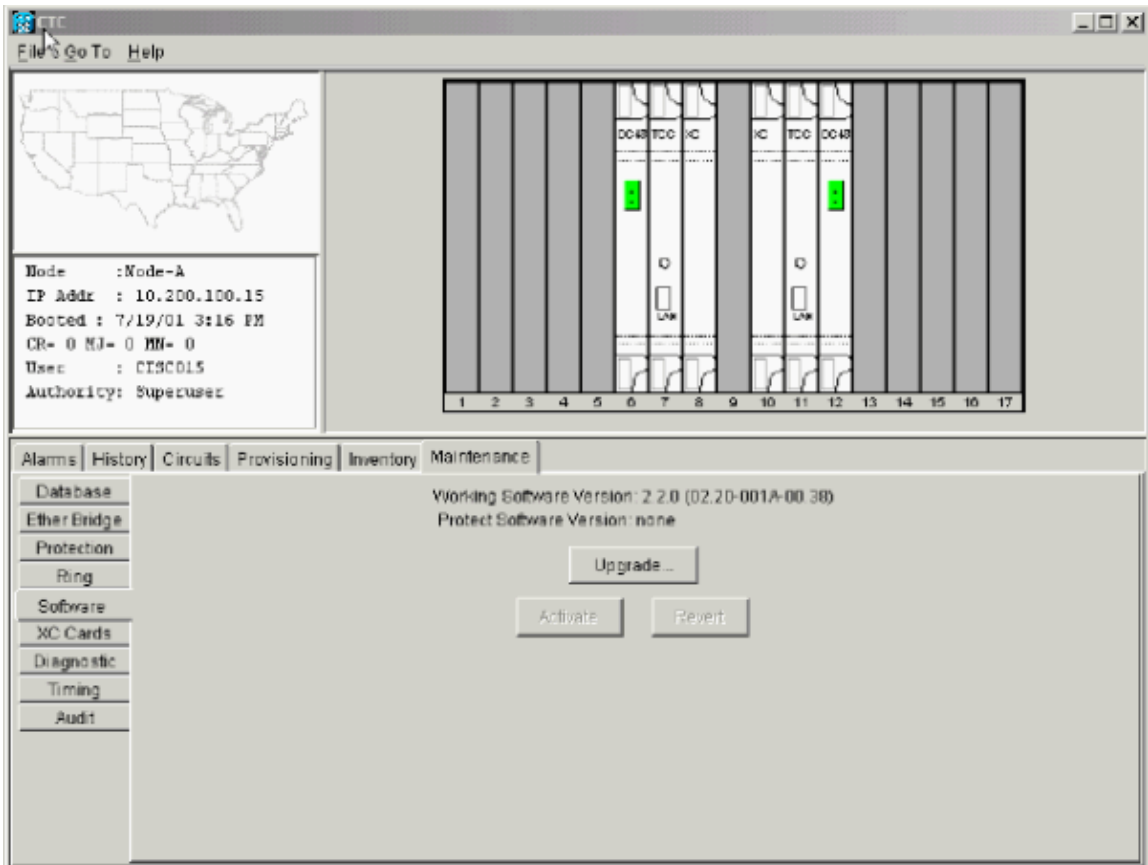 CTC
File Go To Help
OC48 TCC XC XC TCC OC48
LAN LAN
1 2 3 4 5 6 7 8 9 10 11 12 13 14 15 16 17
Node :Node-A
IP Addr : 10.200.100.15
Booted : 7/19/01 3:16 PM
CR- 0 MJ- 0 MN- 0
User : CISCO15
Authority: Superuser
Alarms History Circuits Provisioning Inventory Maintenance
Database
Ether Bridge
Protection
Ring
Software
XC Cards
Diagnostic
Timing
Audit
Working Software Version: 2.2.0 (02.20-001A-00.38)
Protect Software Version: none
Upgrade...
Activate Revert